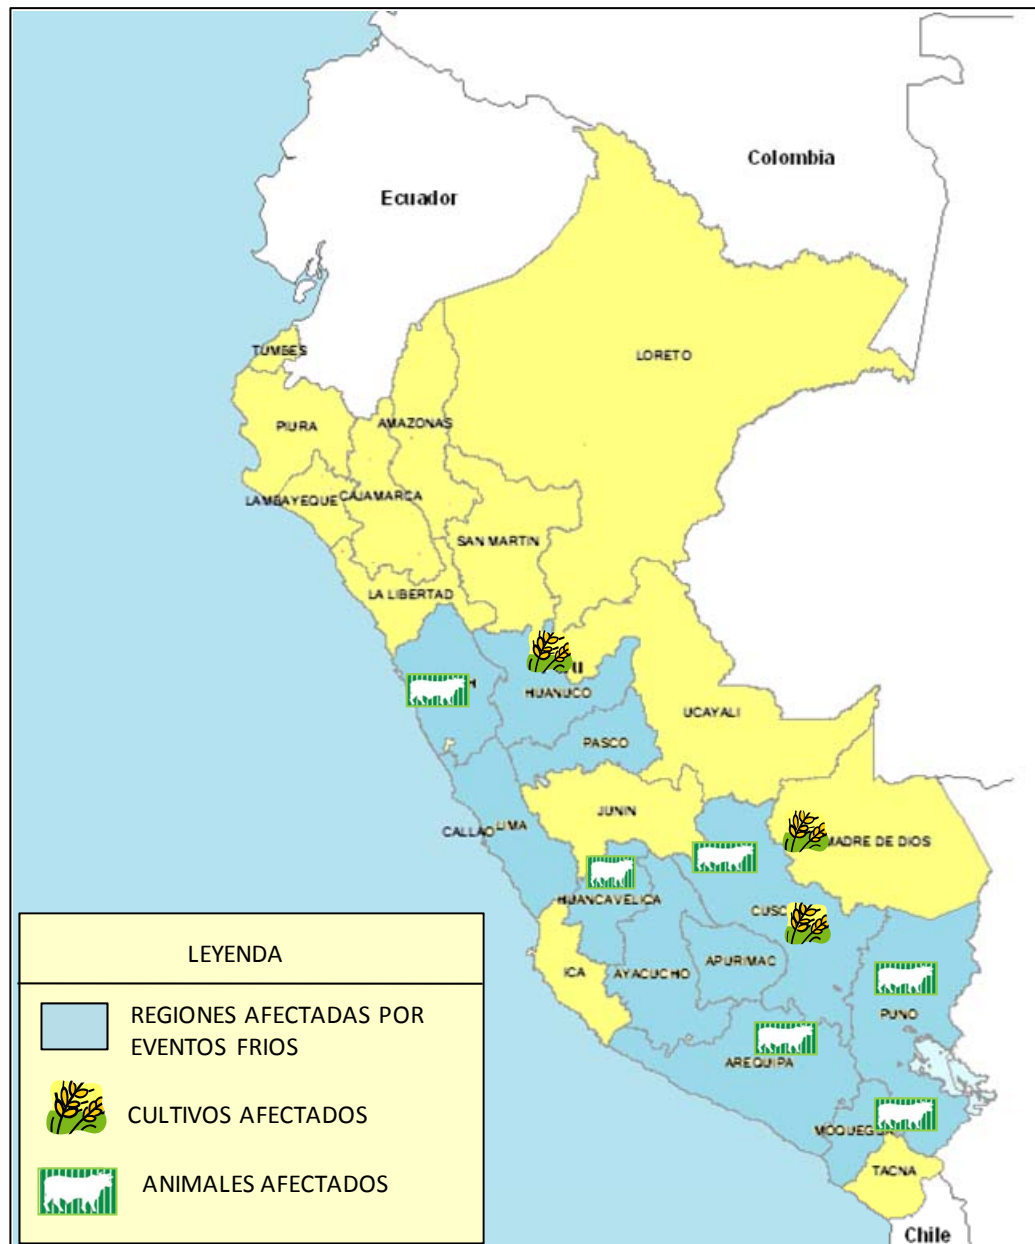 Colombia
Ecuador
LORETO
TUMBES
PIURA
AMAZONAS
LAMBAYEQUE
CAJAMARCA
SAN MARTIN
LA LIBERTAD
HUANUCO
UCAYALI
PASCO
JUNIN
CALLAO
LIMA
MADRE DE DIOS
HUANCAVELICA
CUSC
ICA
AYACUCHO
APURIMAC
PUNO
AREQUIPA
MOQUEGUA
TACNA
Chile
LEYENDA
REGIONES AFECTADAS POR
EVENTOS FRIOS
CULTIVOS AFECTADOS
ANIMALES AFECTADOS